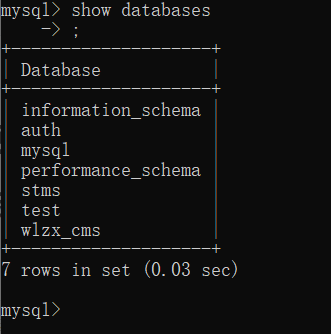 mysql> show databases
    -> ;
+--------------------+
| Database           |
+--------------------+
| information_schema |
| auth               |
| mysql              |
| performance_schema |
| stms               |
| test               |
| wlzx_cms           |
+--------------------+
7 rows in set (0.03 sec)
mysql>